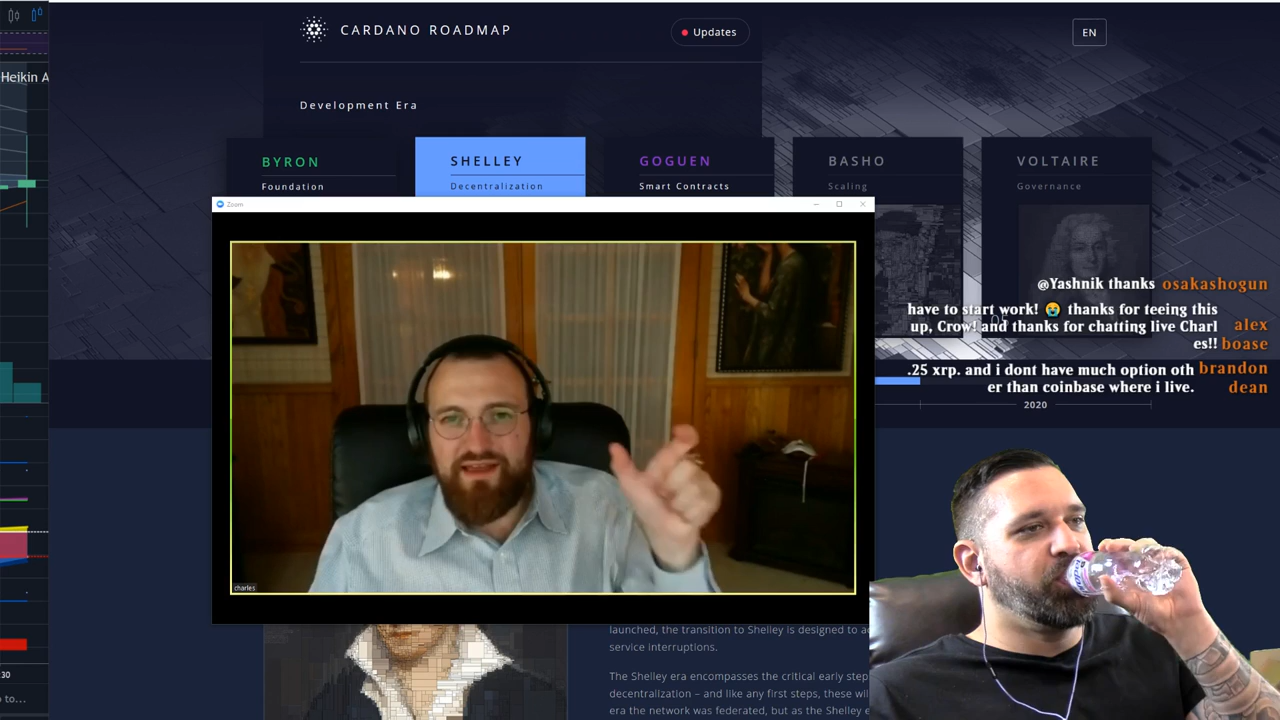 CARDANO ROADMAP
Updates
EN
Heikin A
Development Era
BYRON
Foundation
SHELLEY
Decentralization
GOGUEN
Smart Contracts
BASHO
Scaling
VOLTAIRE
Governance
Zoom
@Yashnik thanks osakashogun
have to start work! 😭 thanks for teeing this
up, Crow! and thanks for chatting live Charl alex
es!! boase
.25 xrp. and i dont have much option oth brandon
er than coinbase where i live. dean
2020
charles
launched, the transition to Shelley is designed to a
service interruptions.
The Shelley era encompasses the critical early step
decentralization – and like any first steps, these wil
era the network was federated, but as the Shelley e
:30
to...